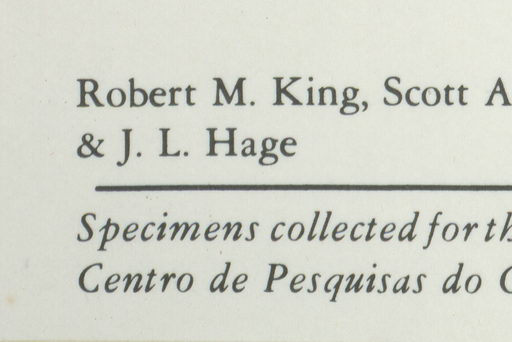 Robert M. King, Scott A
& J. L. Hage
Specimens collected for th
Centro de Pesquisas do C